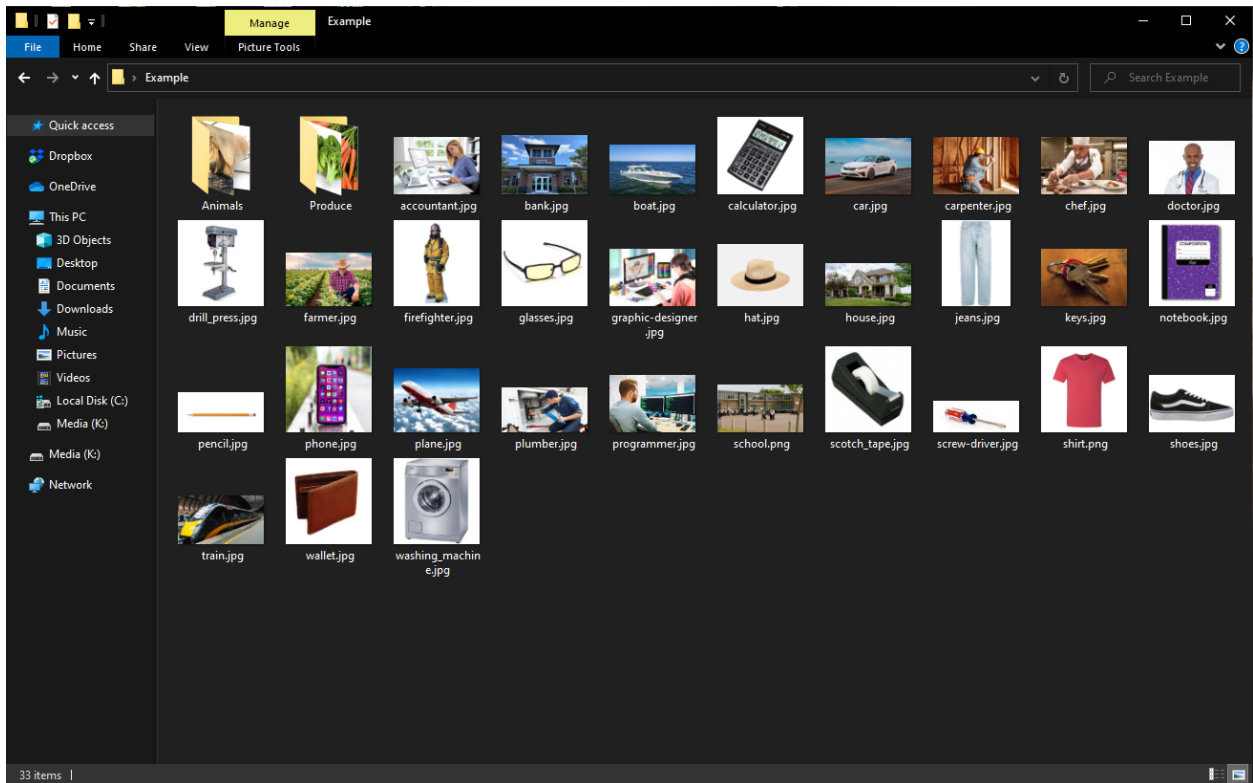 Manage
Example
File
Home
Share
View
Picture Tools
Example
Search Example
Quick access
Dropbox
OneDrive
This PC
3D Objects
Desktop
Documents
Downloads
Music
Pictures
Videos
Local Disk (C:)
Media (K:)
Media (K:)
Network
Animals
Produce
accountant.jpg
bank.jpg
boat.jpg
calculator.jpg
car.jpg
carpenter.jpg
chef.jpg
doctor.jpg
drill_press.jpg
farmer.jpg
firefighter.jpg
glasses.jpg
graphic-designer
.jpg
hat.jpg
house.jpg
jeans.jpg
keys.jpg
COMPOSITION
notebook.jpg
pencil.jpg
phone.jpg
plane.jpg
plumber.jpg
programmer.jpg
school.png
scotch_tape.jpg
screw-driver.jpg
shirt.png
shoes.jpg
train.jpg
wallet.jpg
washing_machin
e.jpg
33 items